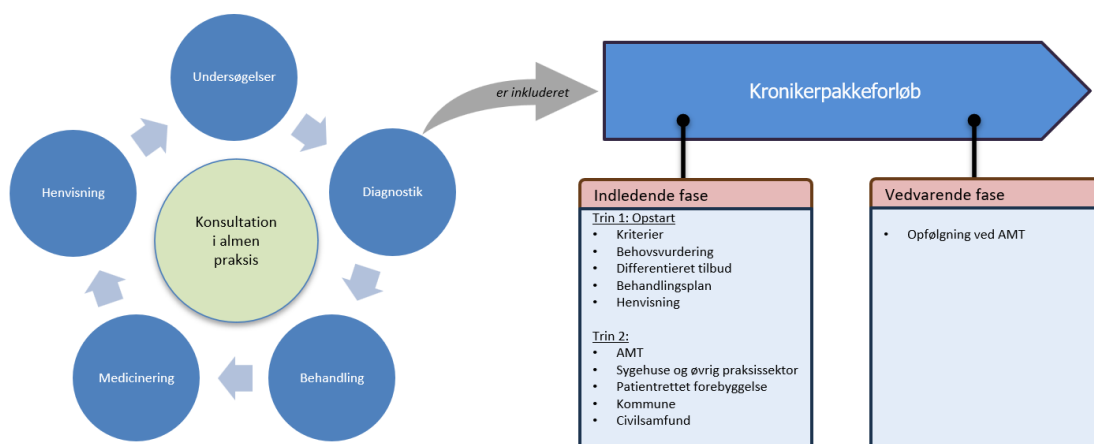 Undersøgelser
Diagnostik
Behandling
Medicinering
Henvisning
Konsultation
i almen
praksis
er inkluderet
Kronikerpakkeforløb
Indledende fase
Trin 1: Opstart
• Kriterier
• Behovsvurdering
• Differentieret tilbud
• Behandlingsplan
• Henvisning
Trin 2:
• AMT
• Sygehuse og øvrig praksissektor
• Patientrettet forebyggelse
• Kommune
• Civilsamfund
Vedvarende fase
• Opfølgning ved AMT